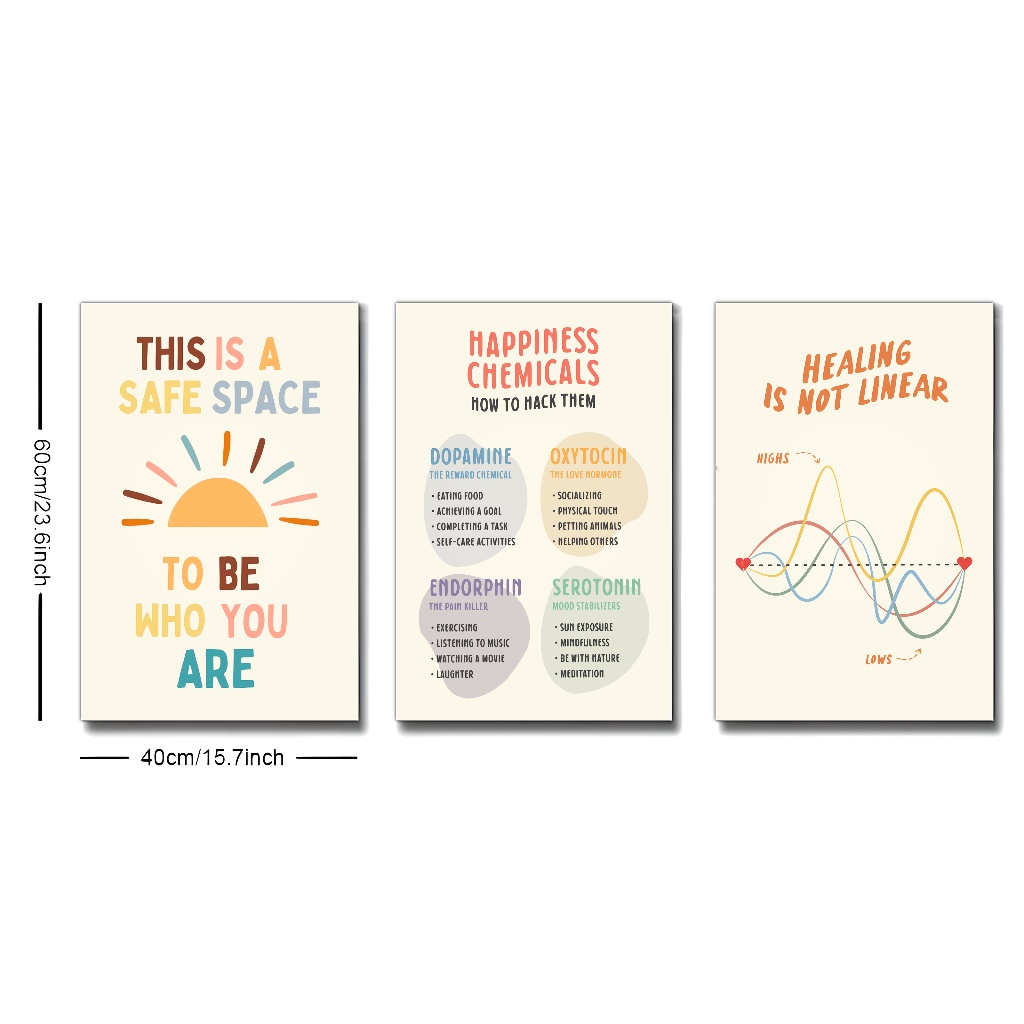 60cm/23.6inch
THIS IS A
SAFE SPACE
TO BE
WHO YOU
ARE
40cm/15.7inch
HAPPINESS
CHEMICALS
HOW TO HACK THEM
DOPAMINE
THE REWARD CHEMICAL
• EATING FOOD
• ACHIEVING A GOAL
• COMPLETING A TASK
• SELF-CARE ACTIVITIES
OXYTOCIN
THE LOVE HORMONE
• SOCIALIZING
• PHYSICAL TOUCH
• PETTING ANIMALS
• HELPING OTHERS
ENDORPHIN
THE PAIN KILLER
• EXERCISING
• LISTENING TO MUSIC
• WATCHING A MOVIE
• LAUGHTER
SEROTONIN
MOOD STABILIZERS
• SUN EXPOSURE
• MINDFULNESS
• BE WITH NATURE
• MEDITATION
HEALING
IS NOT LINEAR
HIGHS
LOWS